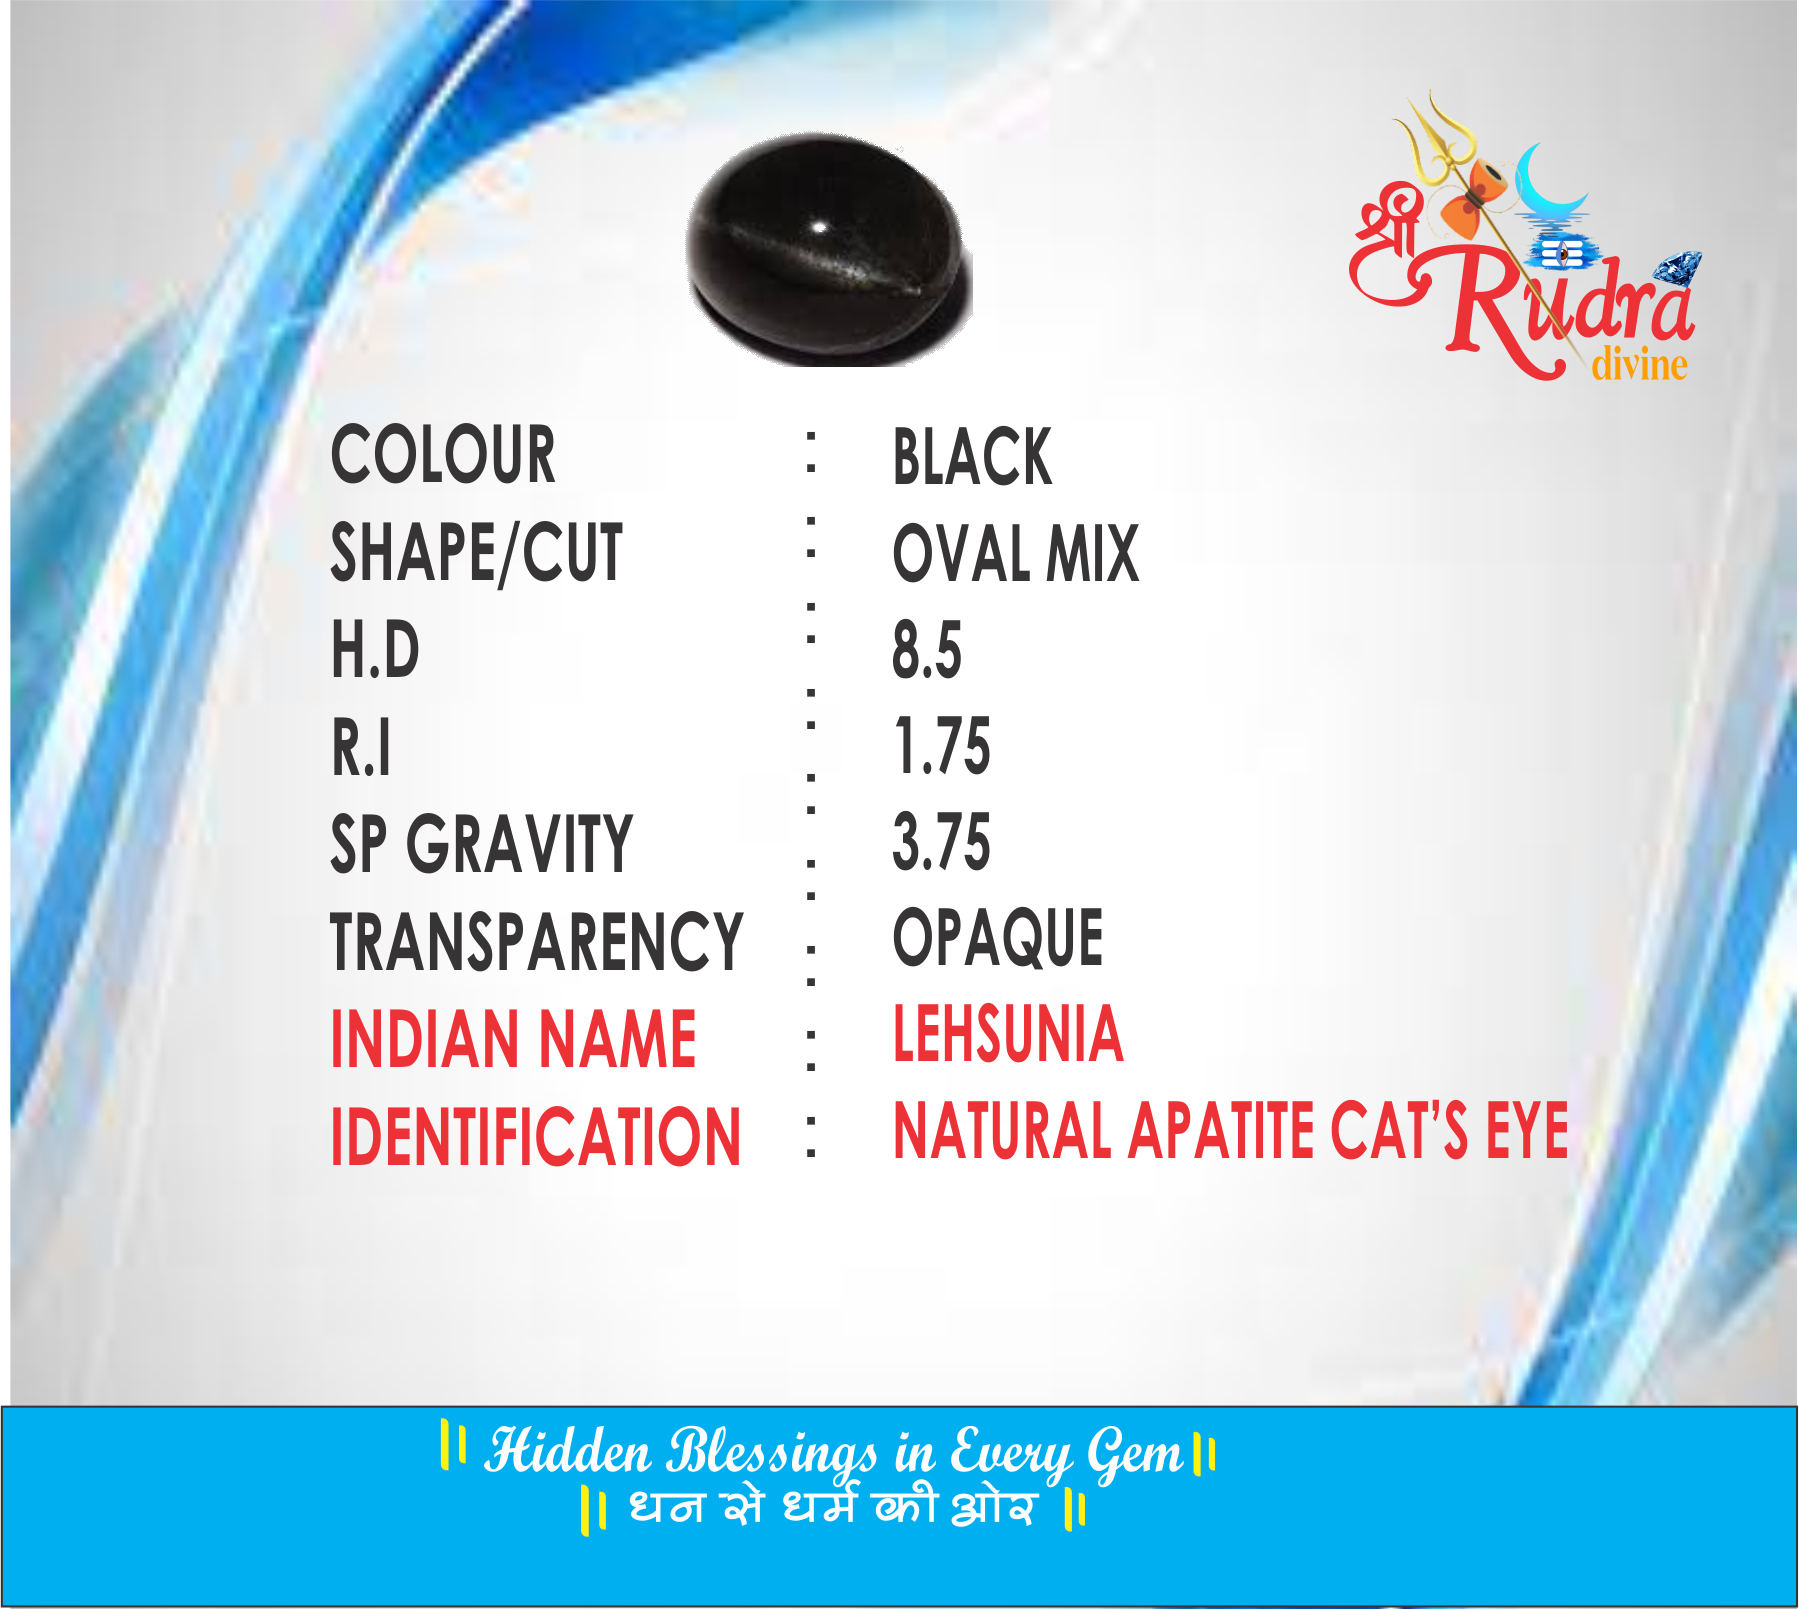 श्री Rudra
divine
COLOUR : BLACK
SHAPE/CUT : OVAL MIX
H.D : 8.5
R.I : 1.75
SP GRAVITY : 3.75
TRANSPARENCY : OPAQUE
INDIAN NAME : LEHSUNIA
IDENTIFICATION : NATURAL APATITE CAT'S EYE
|| Hidden Blessings in Every Gem ||
|| धन से धर्म की ओर ||